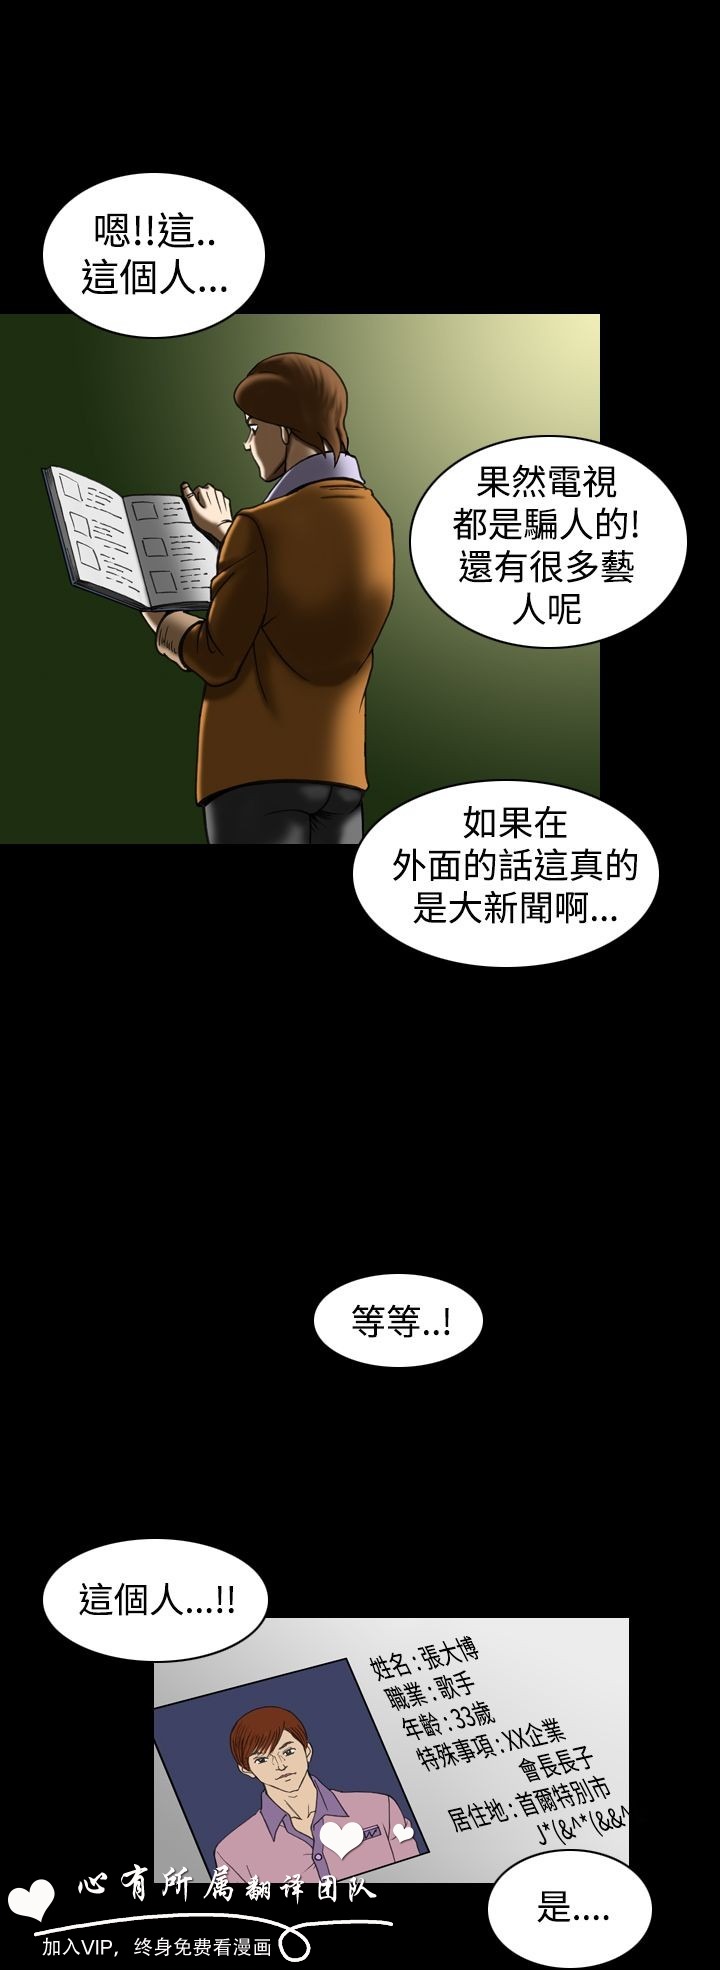 嗯!!這..
這個人...
果然電視
都是騙人的!
還有很多藝
人呢
如果在
外面的話這真的
是大新聞啊...
等等..!
這個人...!!
姓名:張大博
職業:歌手
年齡:33歲
特殊事項:XX企業
會長長子
居住地:首爾特別市
J*(&^*(&&^
是....
心有所属翻译团队
加入VIP，终身免费看漫画